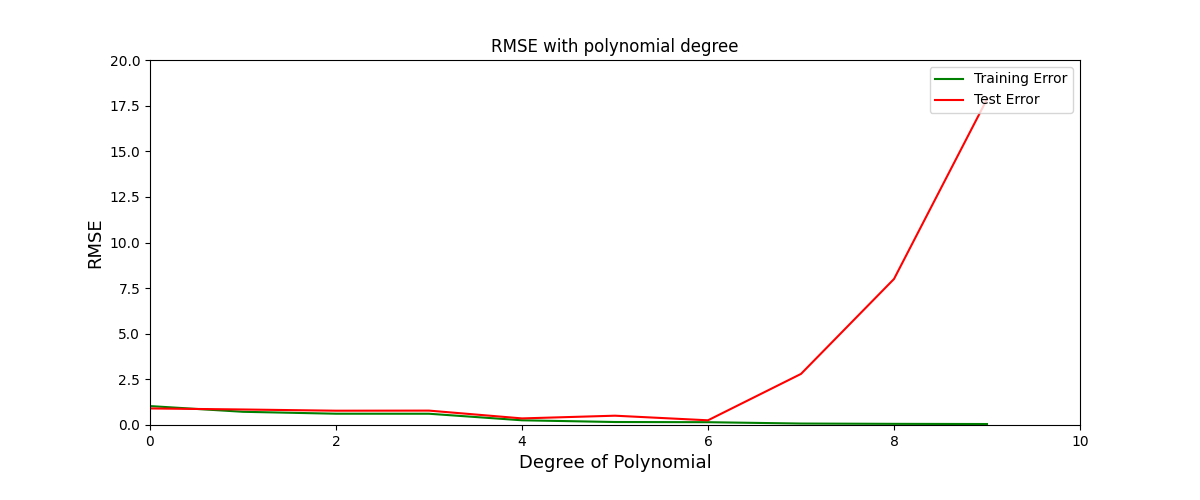 RMSE with polynomial degree
Training Error
Test Error
20.0
17.5
15.0
12.5
10.0
7.5
5.0
2.5
0.0
RMSE
0 2 4 6 8 10
Degree of Polynomial